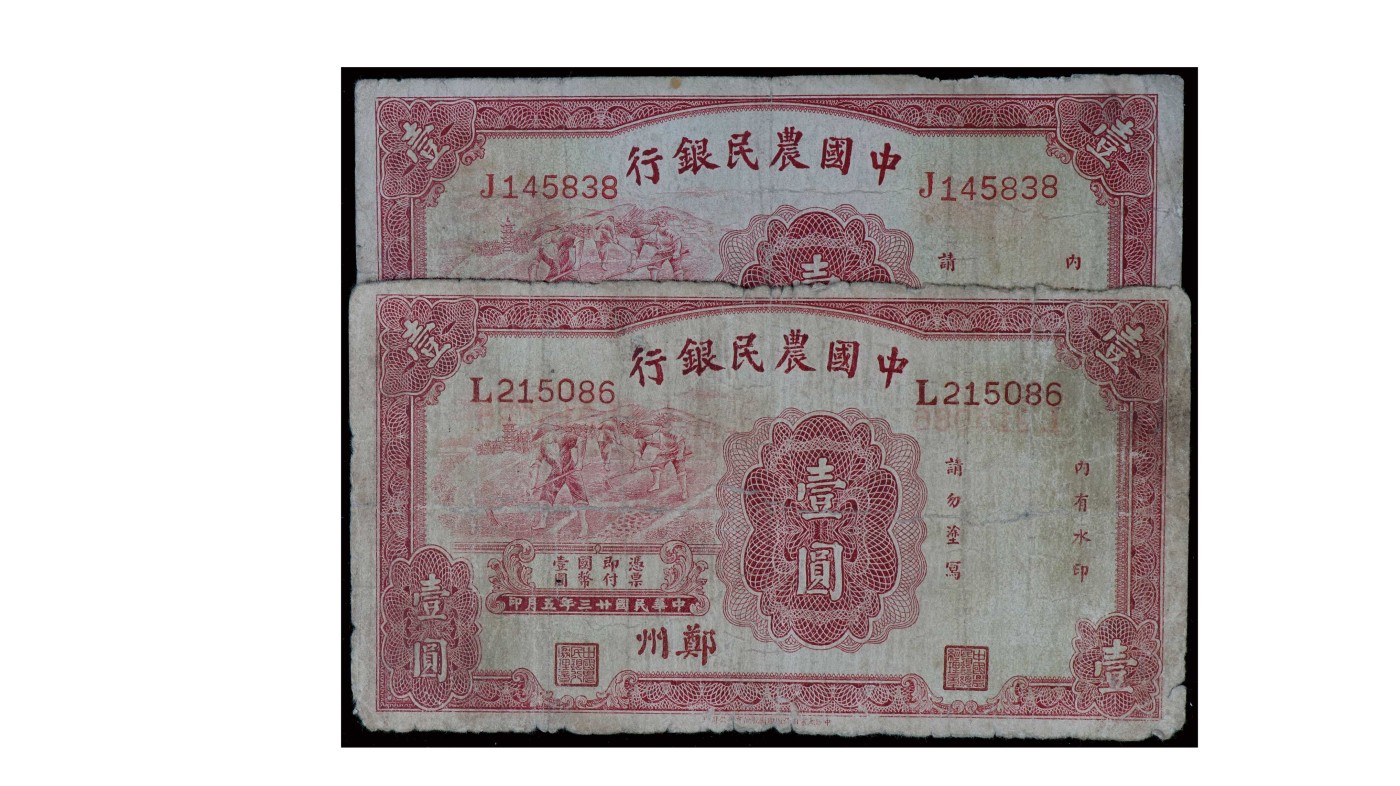 壹
壹
中國農民銀行
J145838
J145838
內
請
壹
壹
壹
中國農民銀行
L215086
L215086
內有水印
請勿塗寫
壹圓
憑票
即付
國幣
壹圓
中華民國廿三年五月印
鄭州
壹圓
壹